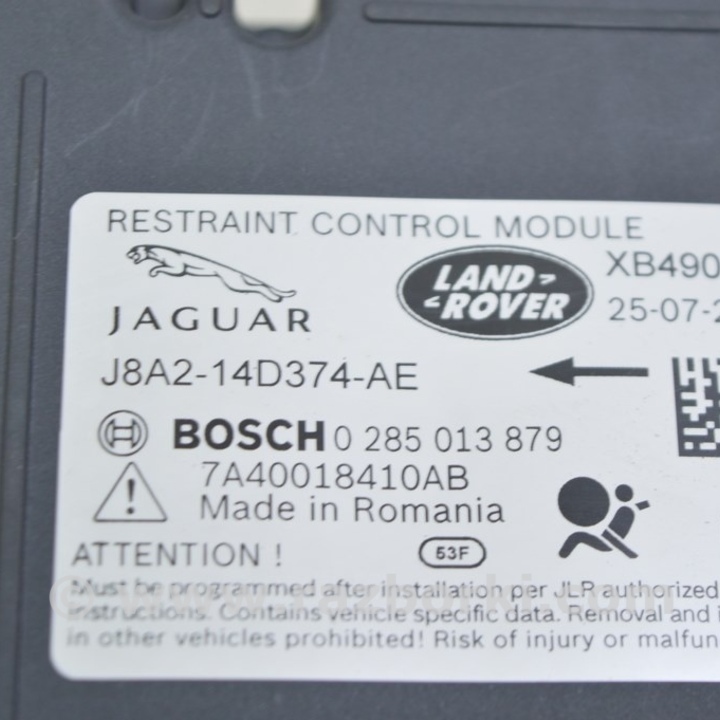 RESTRAINT CONTROL MODULE
JAGUAR
LAND ROVER
XB490
25-07-2
J8A2-14D374-AE
BOSCH 0 285 013 879
7A40018410AB
Made in Romania
ATTENTION !
53F
Must be programmed after installation per JLR authorized
instructions. Contains vehicle specific data. Removal and i
in other vehicles prohibited! Risk of injury or malfun